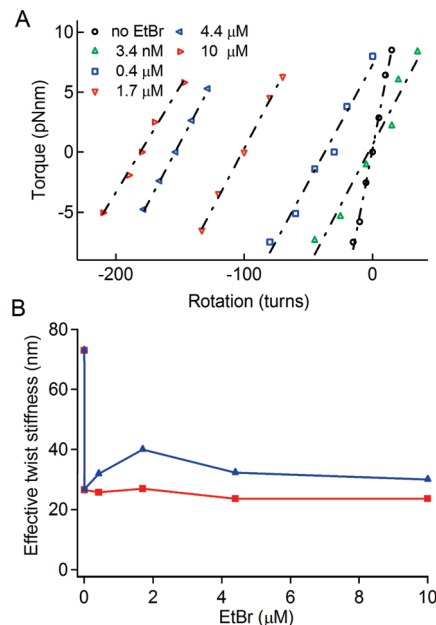 A
no EtBr
3.4 nM
0.4 μM
1.7 μM
4.4 μM
10 μM
10
5
0
-5
Torque (pNnm)
-200
-100
0
Rotation (turns)
B
80
60
40
20
0
Effective twist stiffness (nm)
0
2
4
6
8
10
EtBr (μM)